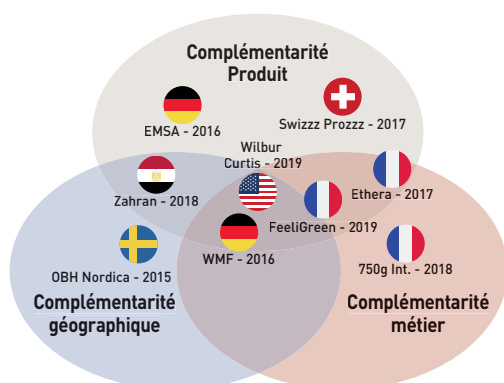 Complémentarité
Produit
EMSA - 2016
Swizzz Prozzz - 2017
Wilbur
Curtis - 2019
Zahran - 2018
Ethera - 2017
FeeliGreen - 2019
OBH Nordica - 2015
WMF - 2016
750g Int. - 2018
Complémentarité
géographique
Complémentarité
métier